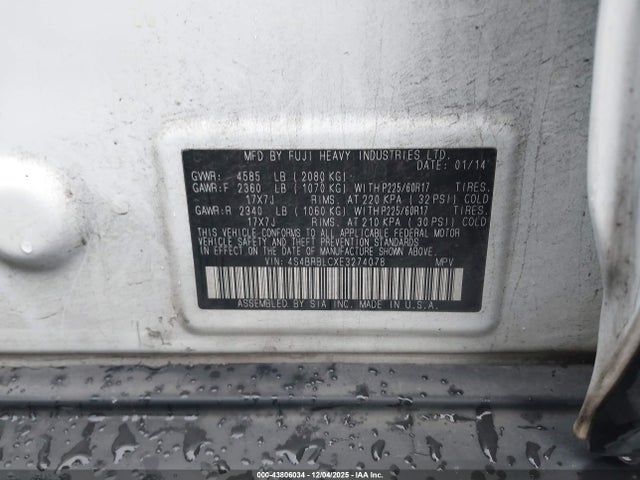 MFD BY FUJI HEAVY INDUSTRIES LTD.
DATE: 01/14
GVWR: 4585 LB ( 2080 KG)
GAWR:F 2360 LB ( 1070 KG) WITH P225/60R17 TIRES,
17X7J RIMS, AT 220 KPA ( 32 PSI) COLD
GAWR:R 2340 LB ( 1060 KG) WITH P225/60R17 TIRES,
17X7J RIMS, AT 210 KPA ( 30 PSI) COLD
THIS VEHICLE CONFORMS TO ALL APPLICABLE FEDERAL MOTOR
VEHICLE SAFETY AND THEFT PREVENTION STANDARDS
IN EFFECT ON THE DATE OF MANUFACTURE SHOWN ABOVE.
VIN: 4S4BRBLCXE3274078 MPV
ASSEMBLED BY SIA INC. MADE IN U.S.A.
000-43806034 - 12/04/2025 - IAAI.COM